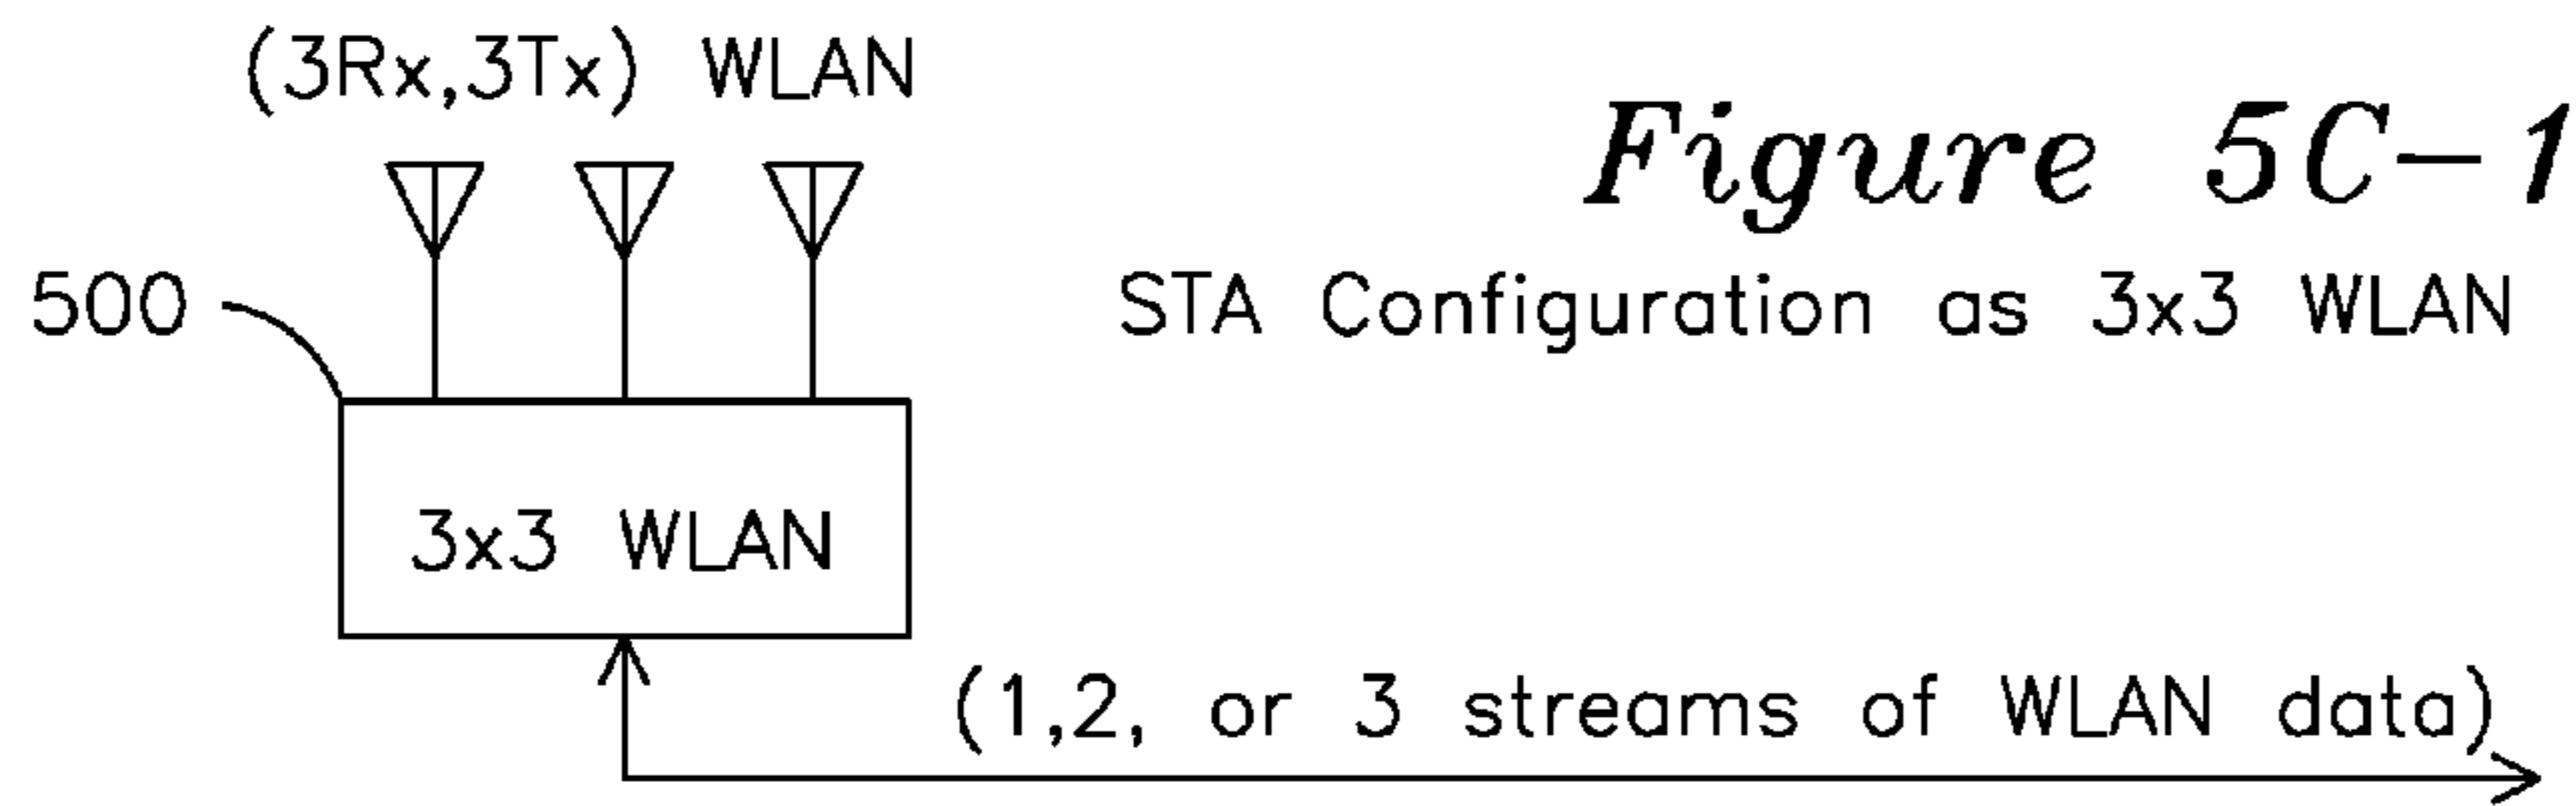 (3Rx,3Tx) WLAN
Figure 5C-1
500
STA Configuration as 3x3 WLAN
3x3 WLAN
(1,2, or 3 streams of WLAN data)